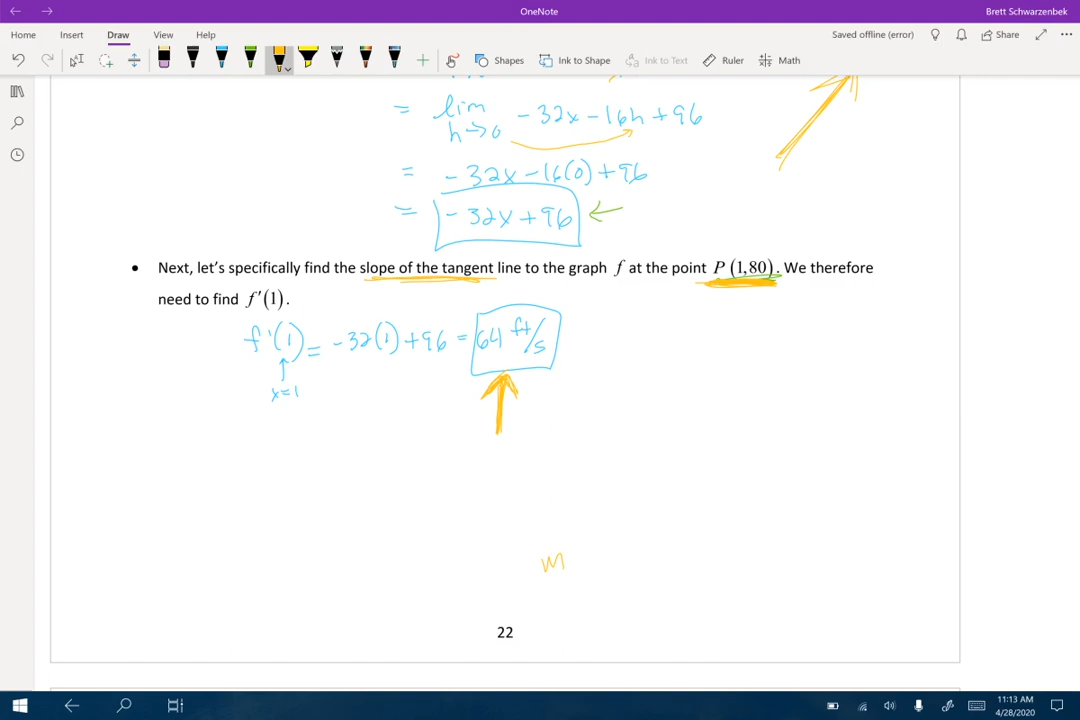 OneNote
Brett Schwarzenbek
Home Insert Draw View Help
Saved offline (error) Share
Shapes Ink to Shape Ink to Text Ruler Math
= lim h→0 -32x - 16h + 96
= -32x - 16(0) + 96
= -32x + 96
• Next, let's specifically find the slope of the tangent line to the graph f at the point P (1,80). We therefore
need to find f′(1).
f'(1) = -32(1) + 96 = 64 ft/s
x=1
M
22
11:13 AM
4/28/2020